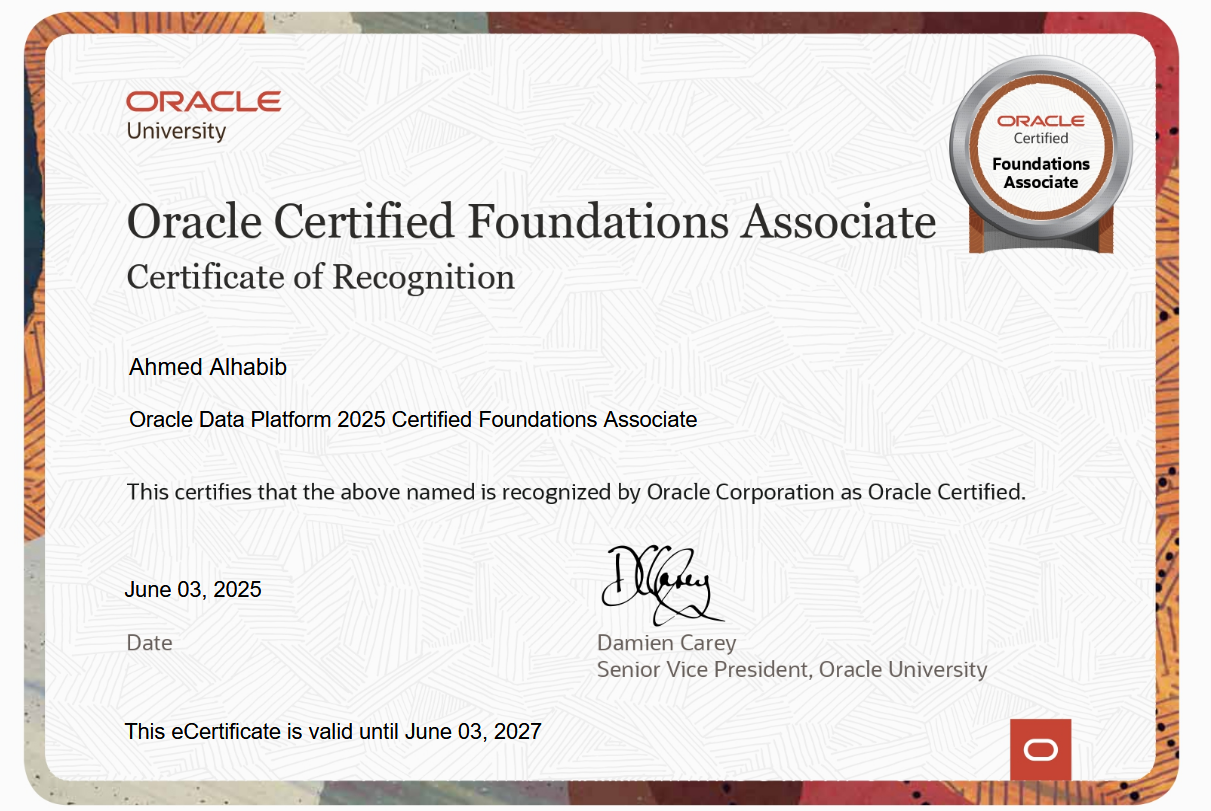 ORACLE
University
ORACLE
Certified
Foundations
Associate
Oracle Certified Foundations Associate
Certificate of Recognition
Ahmed Alhabib
Oracle Data Platform 2025 Certified Foundations Associate
This certifies that the above named is recognized by Oracle Corporation as Oracle Certified.
June 03, 2025
Date
DCarey
Damien Carey
Senior Vice President, Oracle University
This eCertificate is valid until June 03, 2027